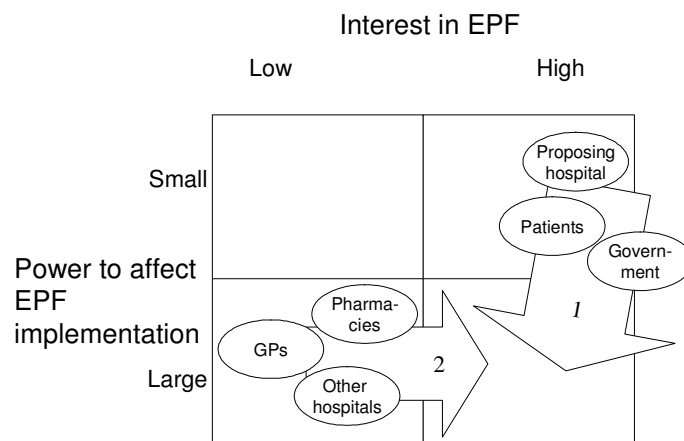 Interest in EPF
Low
High
Small
Proposing
hospital
Patients
Govern-
ment
Power to affect
EPF
implementation
Pharma-
cies
1
GPs
2
Large
Other
hospitals